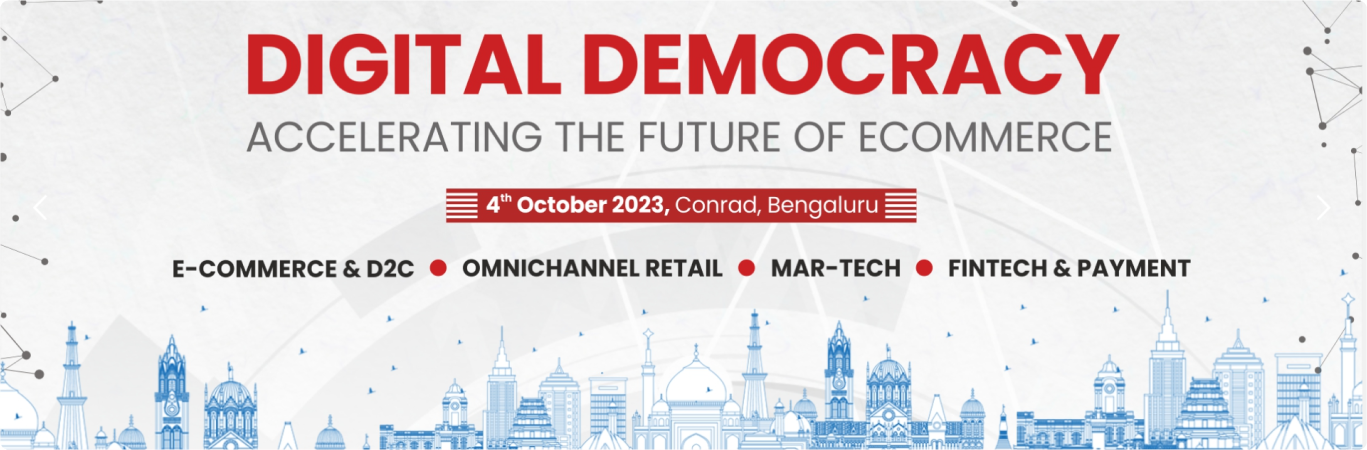 DIGITAL DEMOCRACY
ACCELERATING THE FUTURE OF ECOMMERCE
4th October 2023, Conrad, Bengaluru
E-COMMERCE & D2C ● OMNICHANNEL RETAIL ● MAR-TECH ● FINTECH & PAYMENT